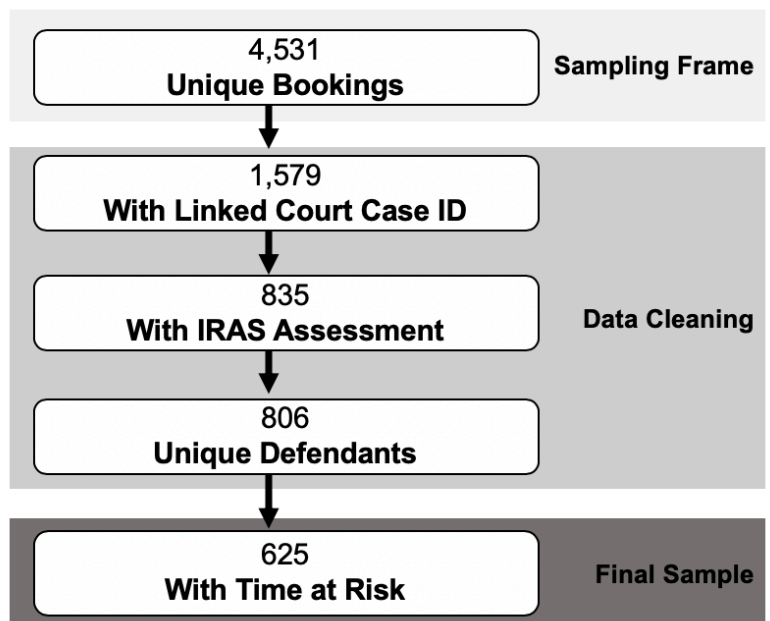 4,531
Unique Bookings
Sampling Frame
1,579
With Linked Court Case ID
835
With IRAS Assessment
Data Cleaning
806
Unique Defendants
625
With Time at Risk
Final Sample